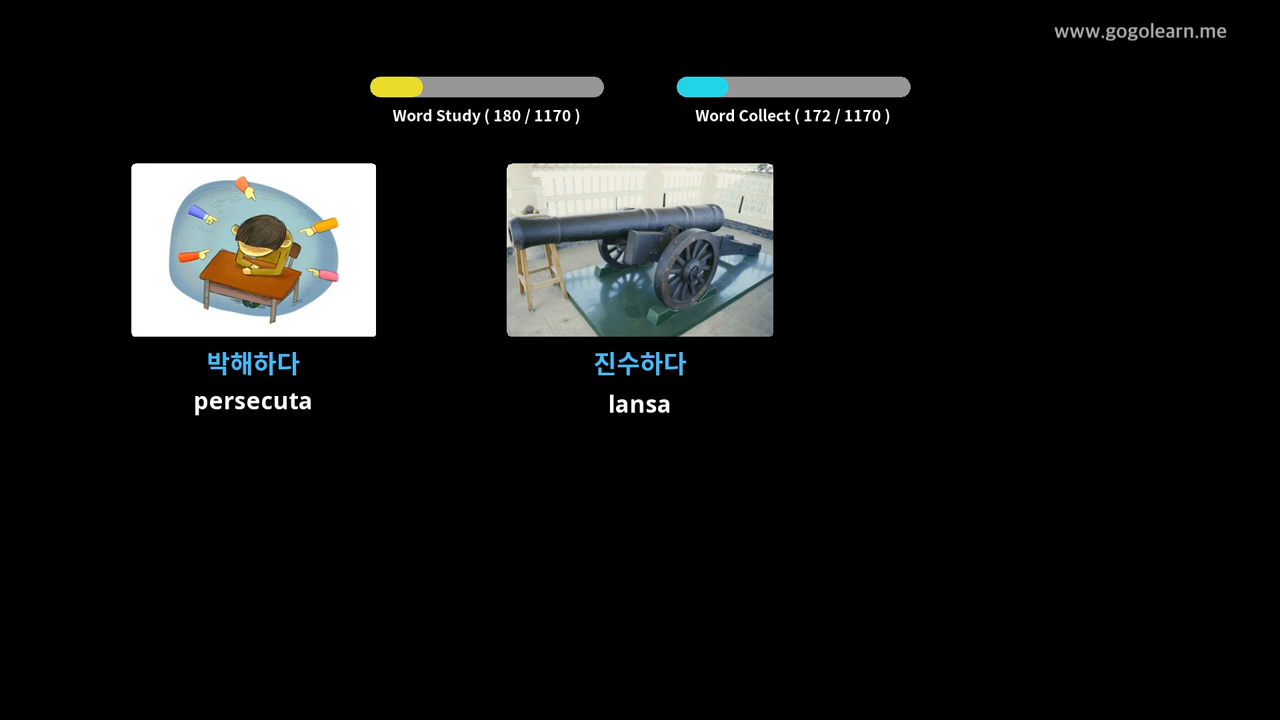 www.gogolearn.me
Word Study ( 180 / 1170 )
Word Collect ( 172 / 1170 )
박해하다
persecuta
진수하다
lansa